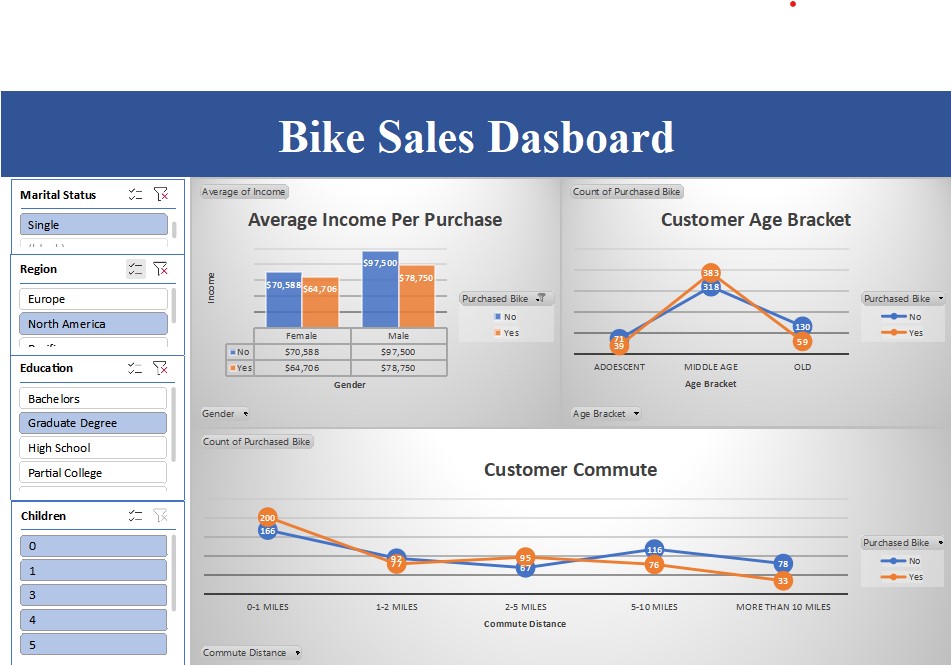 Bike Sales Dasboard
Marital Status
Single
Region
Europe
North America
Education
Bachelors
Graduate Degree
High School
Partial College
Children
0
1
3
4
5
Average of Income
Average Income Per Purchase
Income
$70,588
$64,706
$97,500
$78,750
Female Male
No $70,588 $97,500
Yes $64,706 $78,750
Gender
Purchased Bike
No
Yes
Gender
Count of Purchased Bike
Customer Age Bracket
383
318
130
71
59
39
ADOESCENT MIDDLE AGE OLD
Age Bracket
Purchased Bike
No
Yes
Age Bracket
Count of Purchased Bike
Customer Commute
200
166
92
77
95
67
116
76
78
33
0-1 MILES 1-2 MILES 2-5 MILES 5-10 MILES MORE THAN 10 MILES
Commute Distance
Purchased Bike
No
Yes
Commute Distance